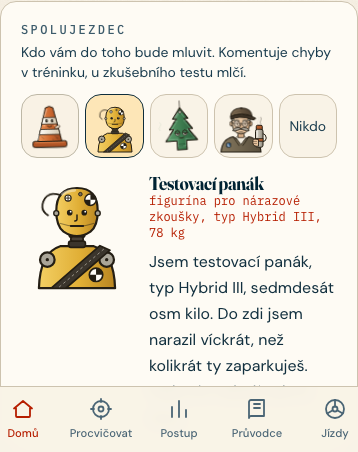 SPOLUJEZDEC
Kdo vám do toho bude mluvit. Komentuje chyby
v tréninku, u zkušebního testu mlčí.
Nikdo
Testovací panák
figurína pro nárazové
zkoušky, typ Hybrid III,
78 kg
Jsem testovací panák,
typ Hybrid III, sedmdesát
osm kilo. Do zdi jsem
narazil víckrát, než
kolikrát ty zaparkuješ.
Domů
Procvičovat
Postup
Průvodce
Jízdy